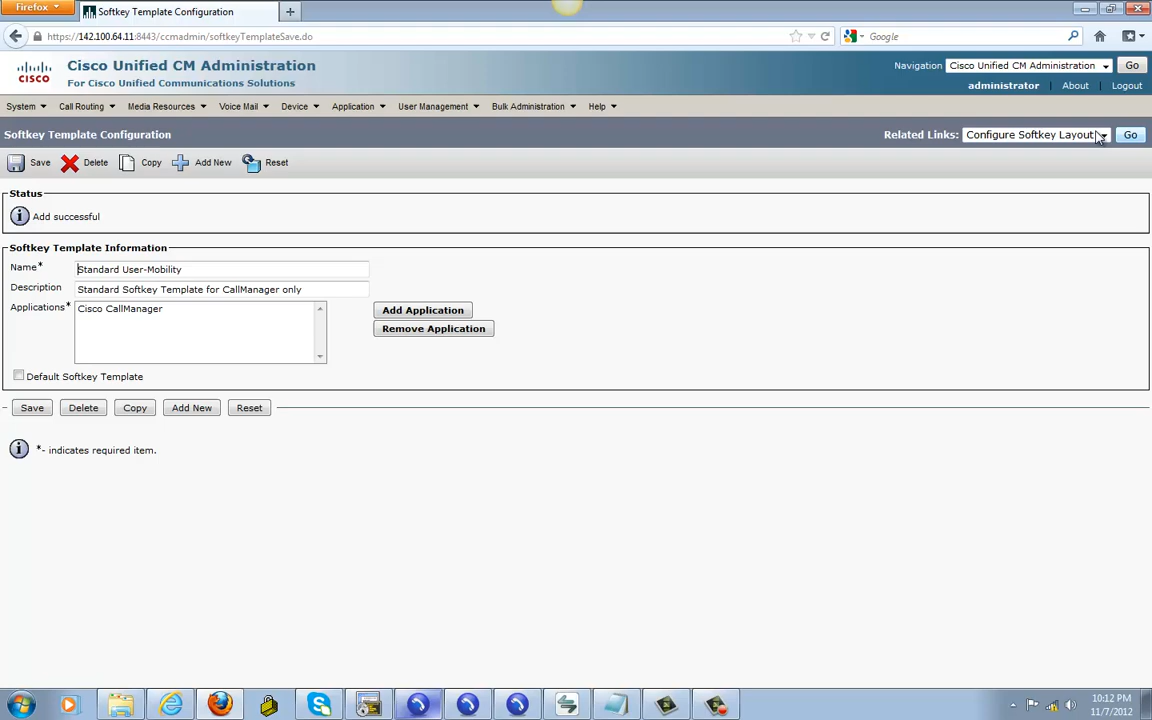 Firefox
Softkey Template Configuration
https://142.100.64.11:8443/ccmadmin/softkeyTemplateSave.do
Google
CISCO
Cisco Unified CM Administration
For Cisco Unified Communications Solutions
Navigation Cisco Unified CM Administration Go
administrator About Logout
System Call Routing Media Resources Voice Mail Device Application User Management Bulk Administration Help
Softkey Template Configuration
Related Links: Configure Softkey Layout Go
Save Delete Copy Add New Reset
Status
Add successful
Softkey Template Information
Name* Standard User-Mobility
Description Standard Softkey Template for CallManager only
Applications* Cisco CallManager
Add Application
Remove Application
Default Softkey Template
Save Delete Copy Add New Reset
*- indicates required item.
10:12 PM
11/7/2012